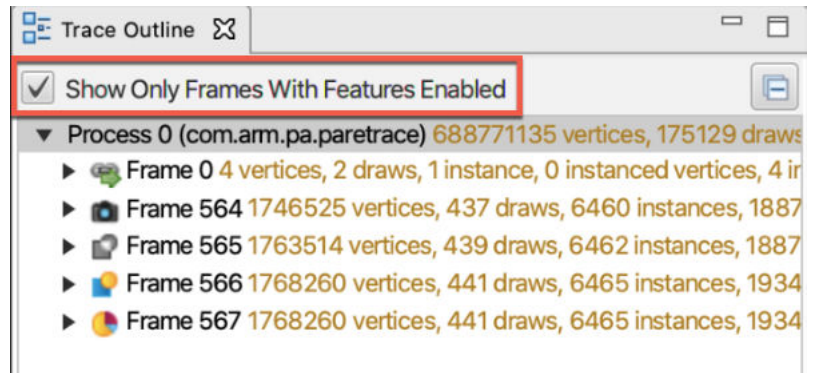 Trace Outline
Show Only Frames With Features Enabled
Process 0 (com.arm.pa.paretrace) 688771135 vertices, 175129 draws
Frame 0 4 vertices, 2 draws, 1 instance, 0 instanced vertices, 4 in
Frame 564 1746525 vertices, 437 draws, 6460 instances, 1887
Frame 565 1763514 vertices, 439 draws, 6462 instances, 1887
Frame 566 1768260 vertices, 441 draws, 6465 instances, 1934
Frame 567 1768260 vertices, 441 draws, 6465 instances, 1934